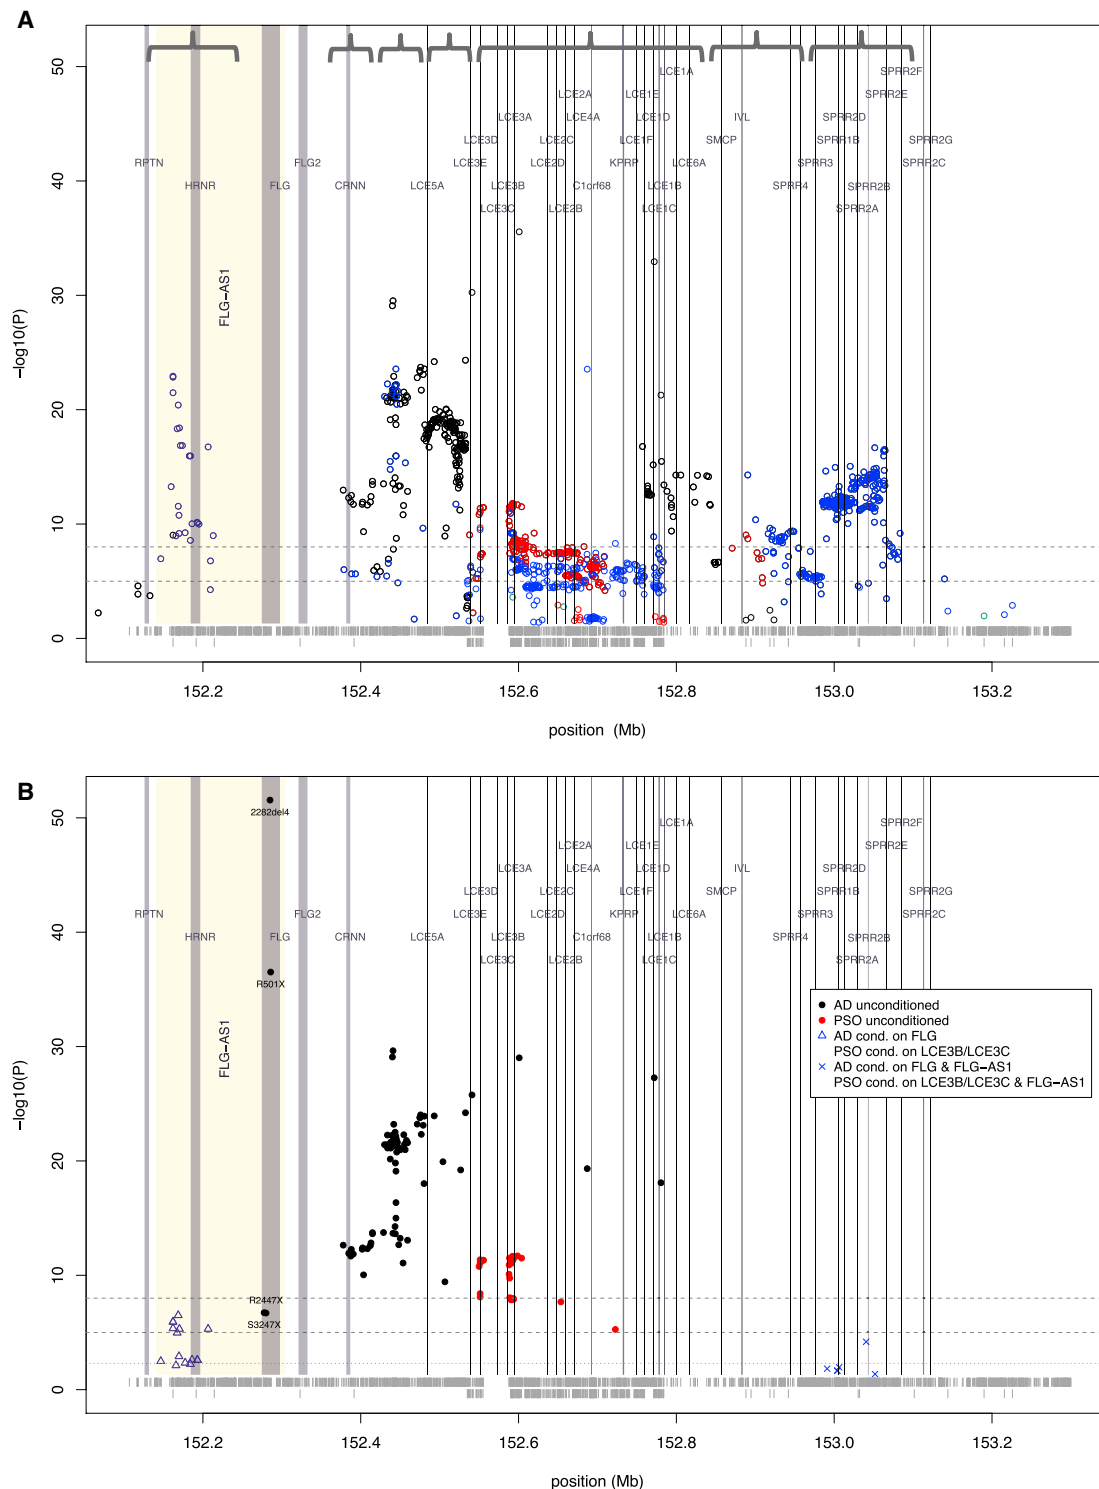 A
50
40
30
20
10
0
−log10(P)
LCE1A
SPRR2F
LCE2A
LCE1E
SPRR2E
LCE3A
LCE4A
LCE1D
IVL
SPRR2D
LCE3D
LCE2C
LCE1F
SMCP
SPRR1B
SPRR2G
RPTN
FLG2
LCE3E
LCE2D
KPRP
LCE6A
SPRR3
SPRR2C
HRNR
FLG
CRNN
LCE5A
LCE3B
C1orf68
LCE1B
SPRR4
SPRR2B
LCE3C
LCE2B
LCE1C
SPRR2A
FLG−AS1
152.2
152.4
152.6
152.8
153.0
153.2
position (Mb)
B
50
40
30
20
10
0
−log10(P)
2282del4
LCE1A
SPRR2F
LCE2A
LCE1E
SPRR2E
LCE3A
LCE4A
LCE1D
IVL
SPRR2D
LCE3D
LCE2C
LCE1F
SMCP
SPRR1B
SPRR2G
RPTN
FLG2
LCE3E
LCE2D
KPRP
LCE6A
SPRR3
SPRR2C
HRNR
FLG
CRNN
LCE5A
LCE3B
C1orf68
LCE1B
SPRR4
SPRR2B
LCE3C
LCE2B
LCE1C
SPRR2A
R501X
FLG−AS1
AD unconditioned
PSO unconditioned
AD cond. on FLG
PSO cond. on LCE3B/LCE3C
AD cond. on FLG & FLG−AS1
PSO cond. on LCE3B/LCE3C & FLG−AS1
R2447X
S3247X
152.2
152.4
152.6
152.8
153.0
153.2
position (Mb)